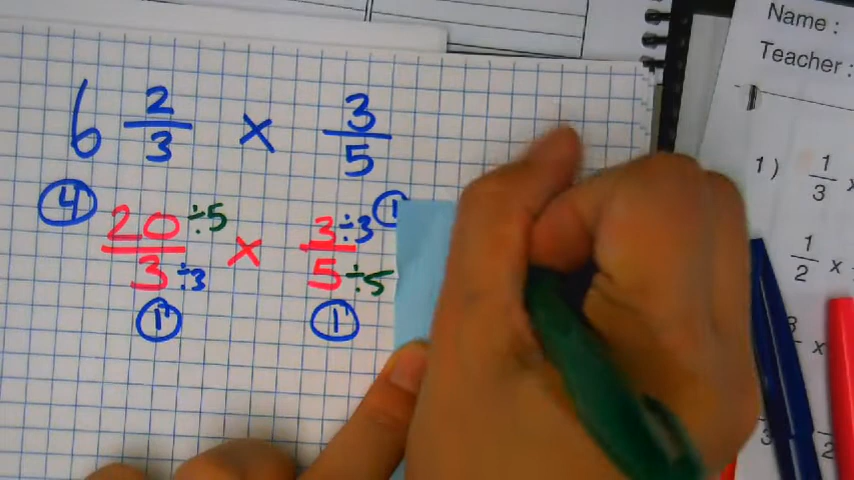 Name:
Teacher:
6 2/3 × 3/5
④ 20 ÷5 × 3 ÷3 ①
3 ÷3 5 ÷5
① ①
1) 1/3 ×
1/2 ×